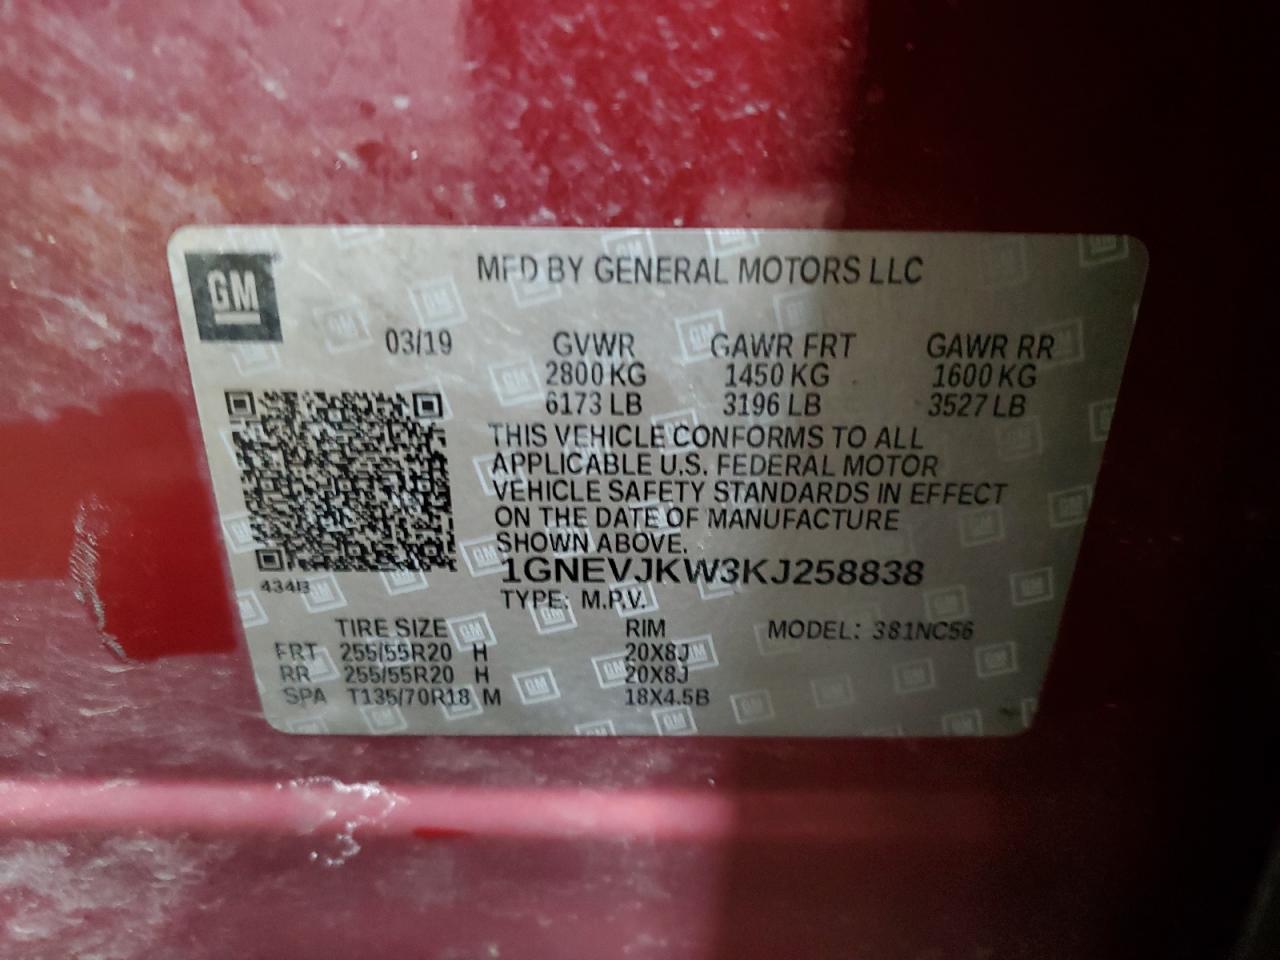 GM
MFD BY GENERAL MOTORS LLC
03/19 GVWR GAWR FRT GAWR RR
2800 KG 1450 KG 1600 KG
6173 LB 3196 LB 3527 LB
THIS VEHICLE CONFORMS TO ALL
APPLICABLE U.S. FEDERAL MOTOR
VEHICLE SAFETY STANDARDS IN EFFECT
ON THE DATE OF MANUFACTURE
SHOWN ABOVE.
1GNEVJKW3KJ258838
TYPE: M.P.V.
TIRE SIZE RIM MODEL: 381NC56
FRT 255/55R20 H 20X8J
RR 255/55R20 H 20X8J
SPA T135/70R18 M 18X4.5B